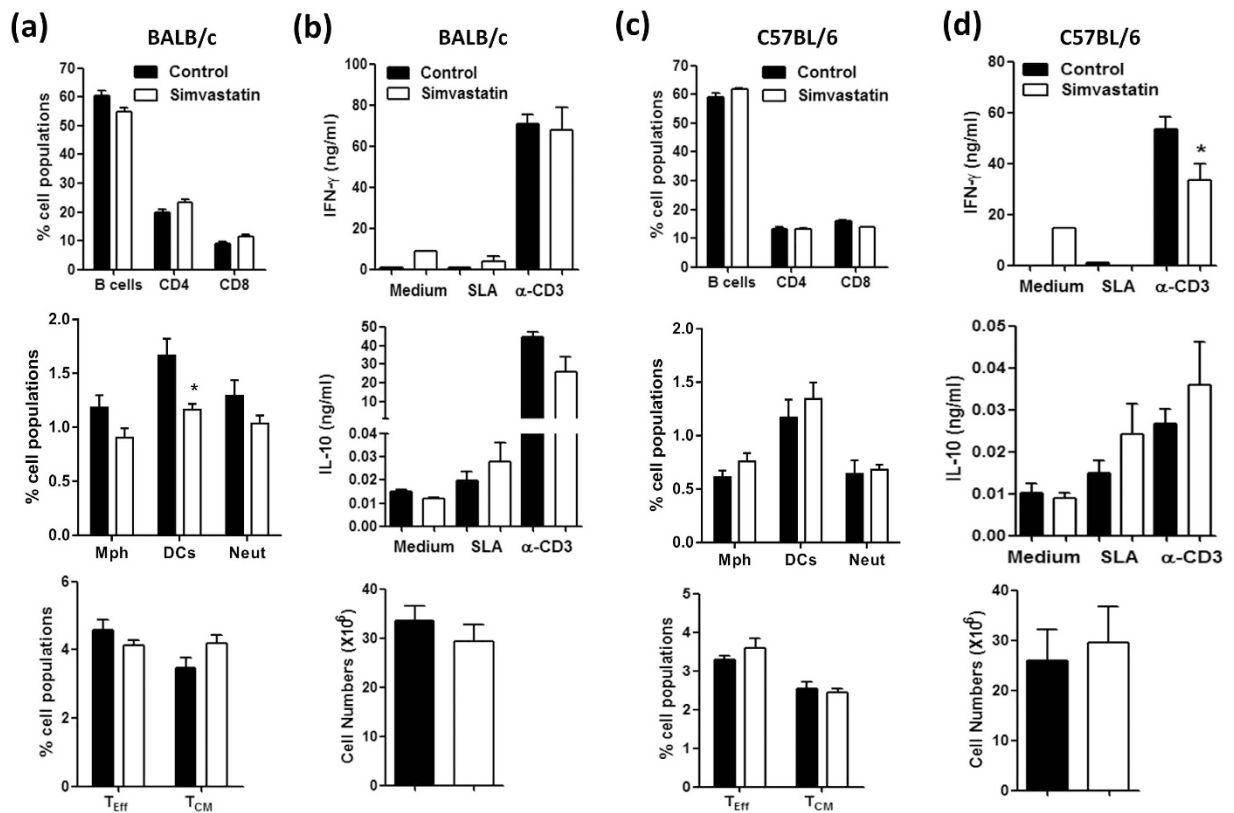 (a)
BALB/c
Control
Simvastatin
% cell populations
70
60
50
40
30
20
10
0
B cells CD4 CD8
% cell populations
2.0
1.5
1.0
0.5
0.0
*
Mph DCs Neut
% cell populations
6
4
4
0
T_Eff T_CM
(b)
BALB/c
Control
Simvastatin
IFN-γ (ng/ml)
100
80
60
40
20
0
Medium SLA α-CD3
IL-10 (ng/ml)
50
40
30
20
10
0.04
0.03
0.02
0.01
0.00
Medium SLA α-CD3
Cell Numbers (X10⁶)
40
30
20
10
0
(c)
C57BL/6
Control
Simvastatin
% cell populations
70
60
50
40
30
20
10
0
B cells CD4 CD8
% cell populations
2.0
1.5
1.0
0.5
0.0
Mph DCs Neut
% cell populations
5
4
3
2
1
0
T_Eff T_CM
(d)
C57BL/6
Control
Simvastatin
IFN-γ (ng/ml)
80
60
40
20
0
*
Medium SLA α-CD3
IL-10 (ng/ml)
0.05
0.04
0.03
0.02
0.01
0.00
Medium SLA α-CD3
Cell Numbers (X10⁶)
40
30
20
10
0